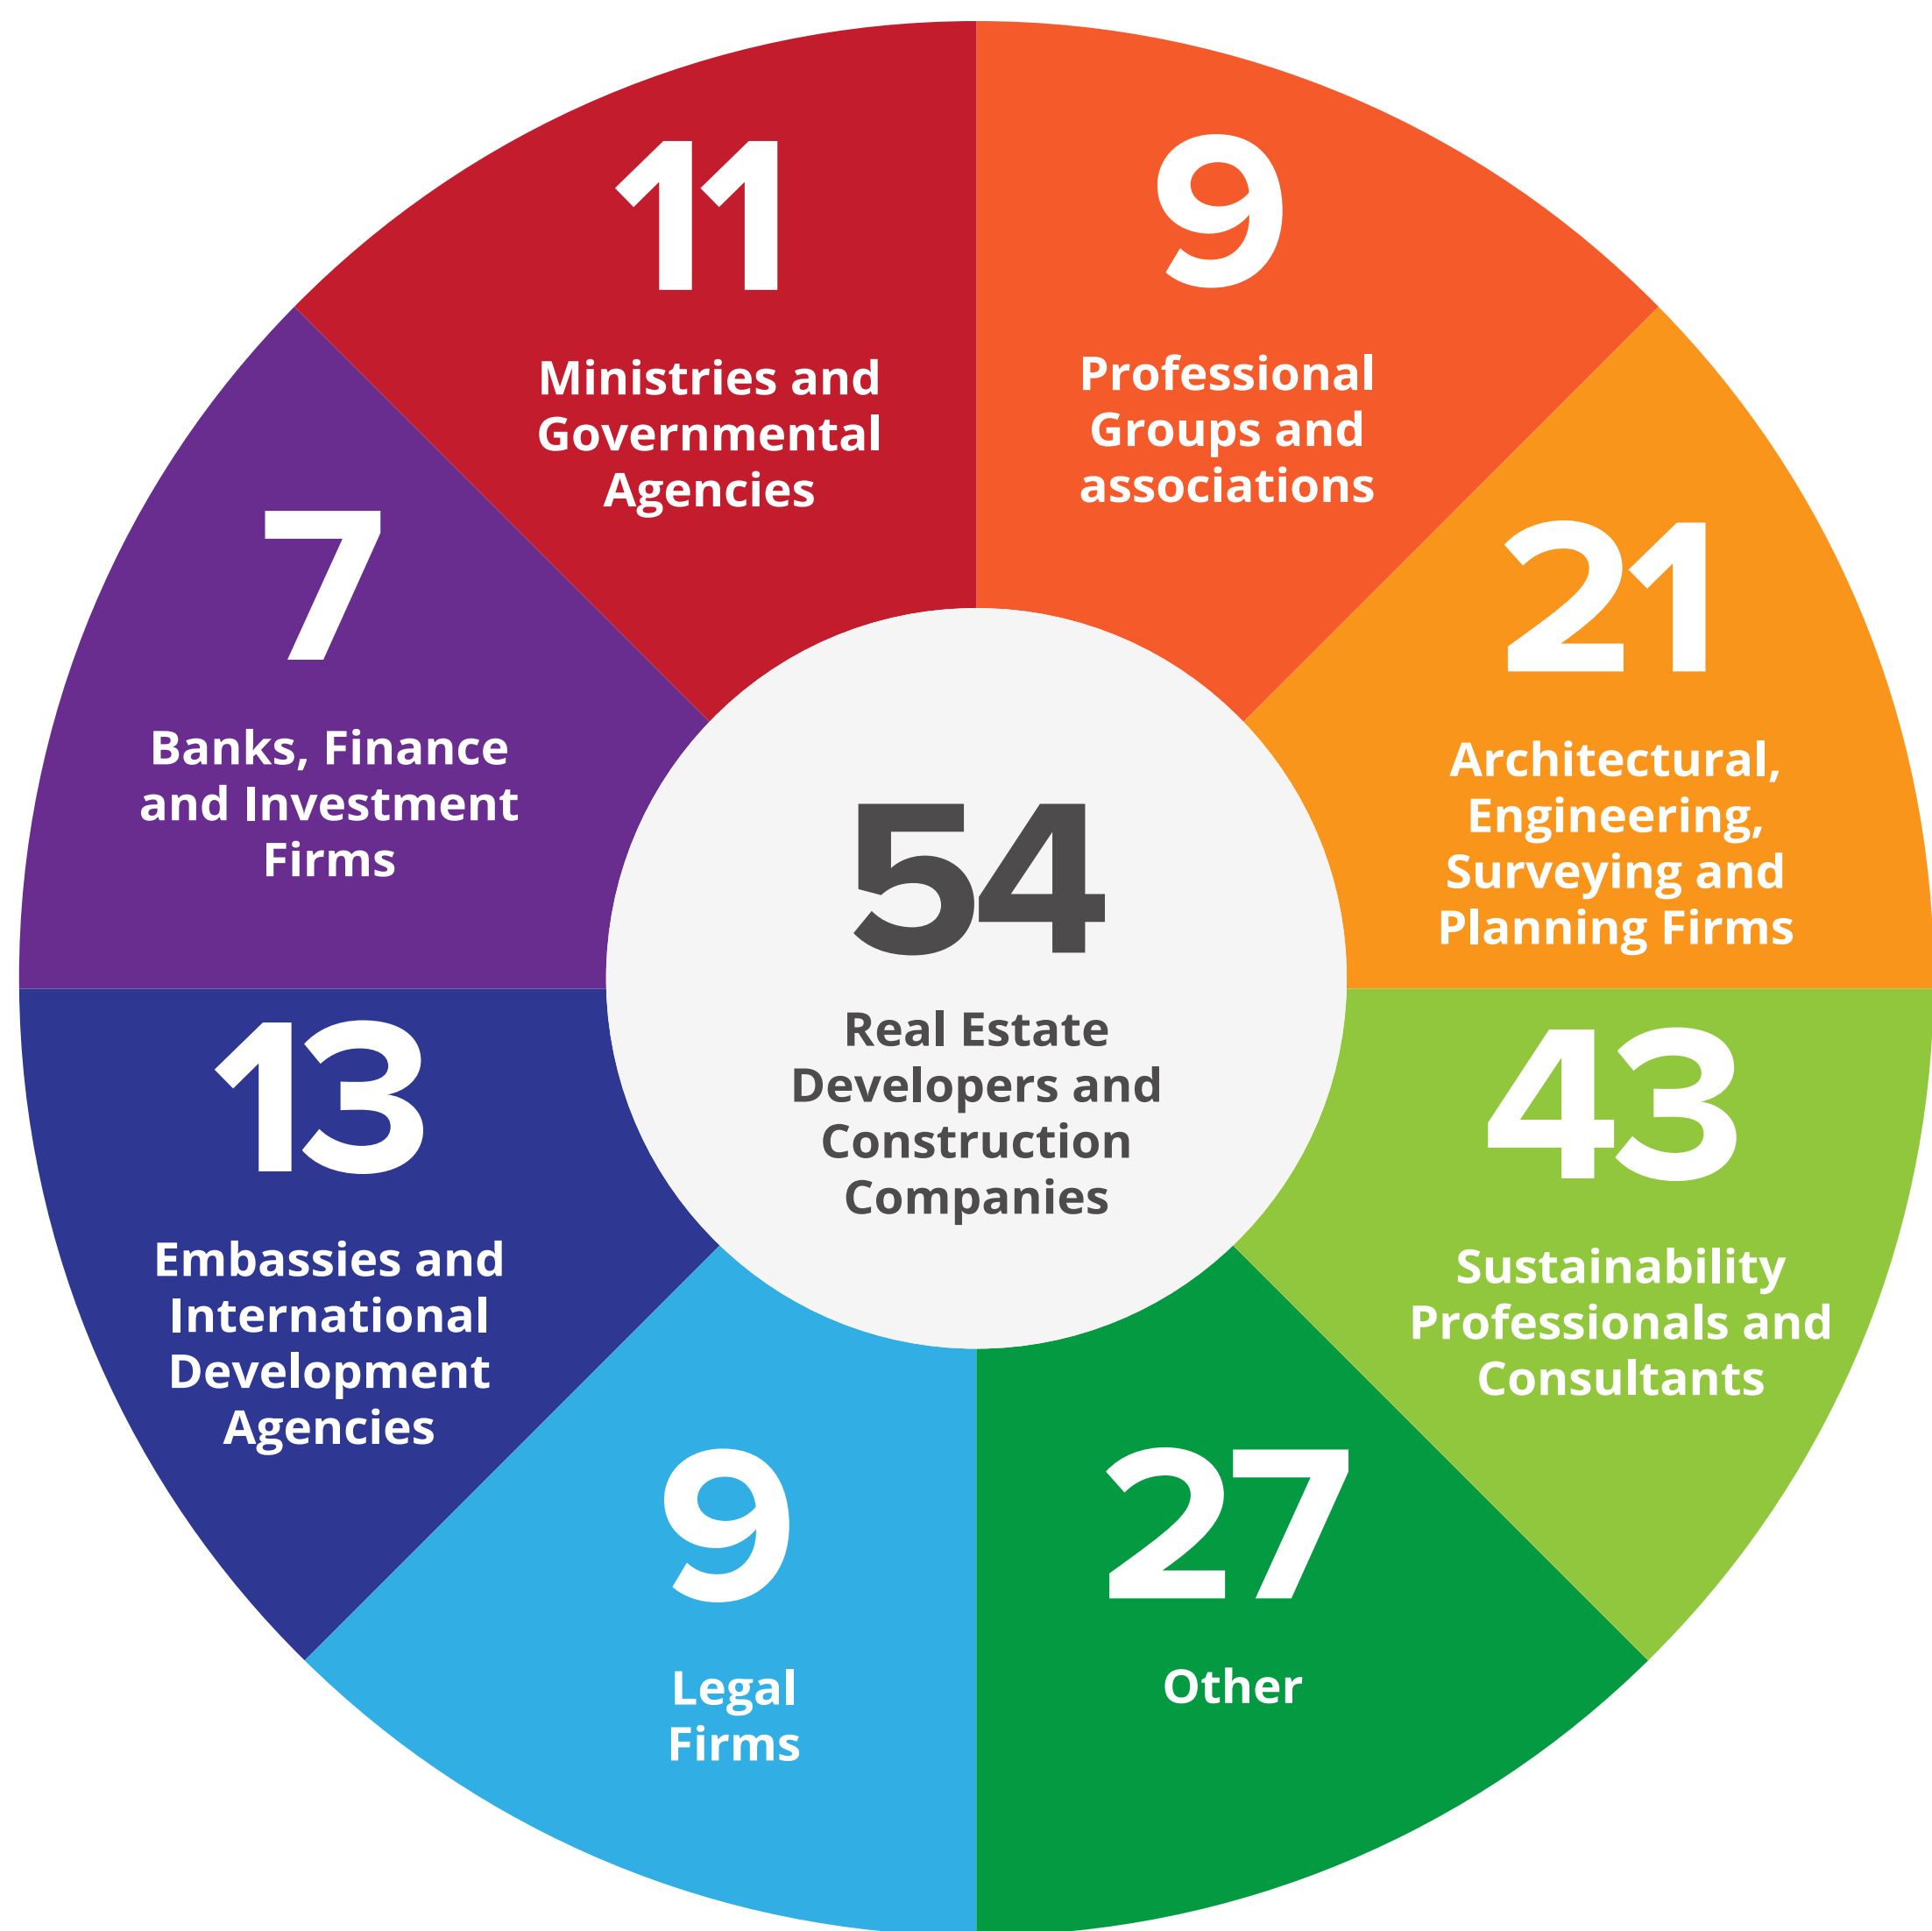 11
Ministries and
Governmental
Agencies
9
Professional
Groups and
associations
7
Banks, Finance
and Investment
Firms
21
Architectural,
Engineering,
Surveying and
Planning Firms
54
Real Estate
Developers and
Construction
Companies
13
Embassies and
International
Development
Agencies
43
Sustainability
Professionals and
Consultants
9
Legal
Firms
27
Other